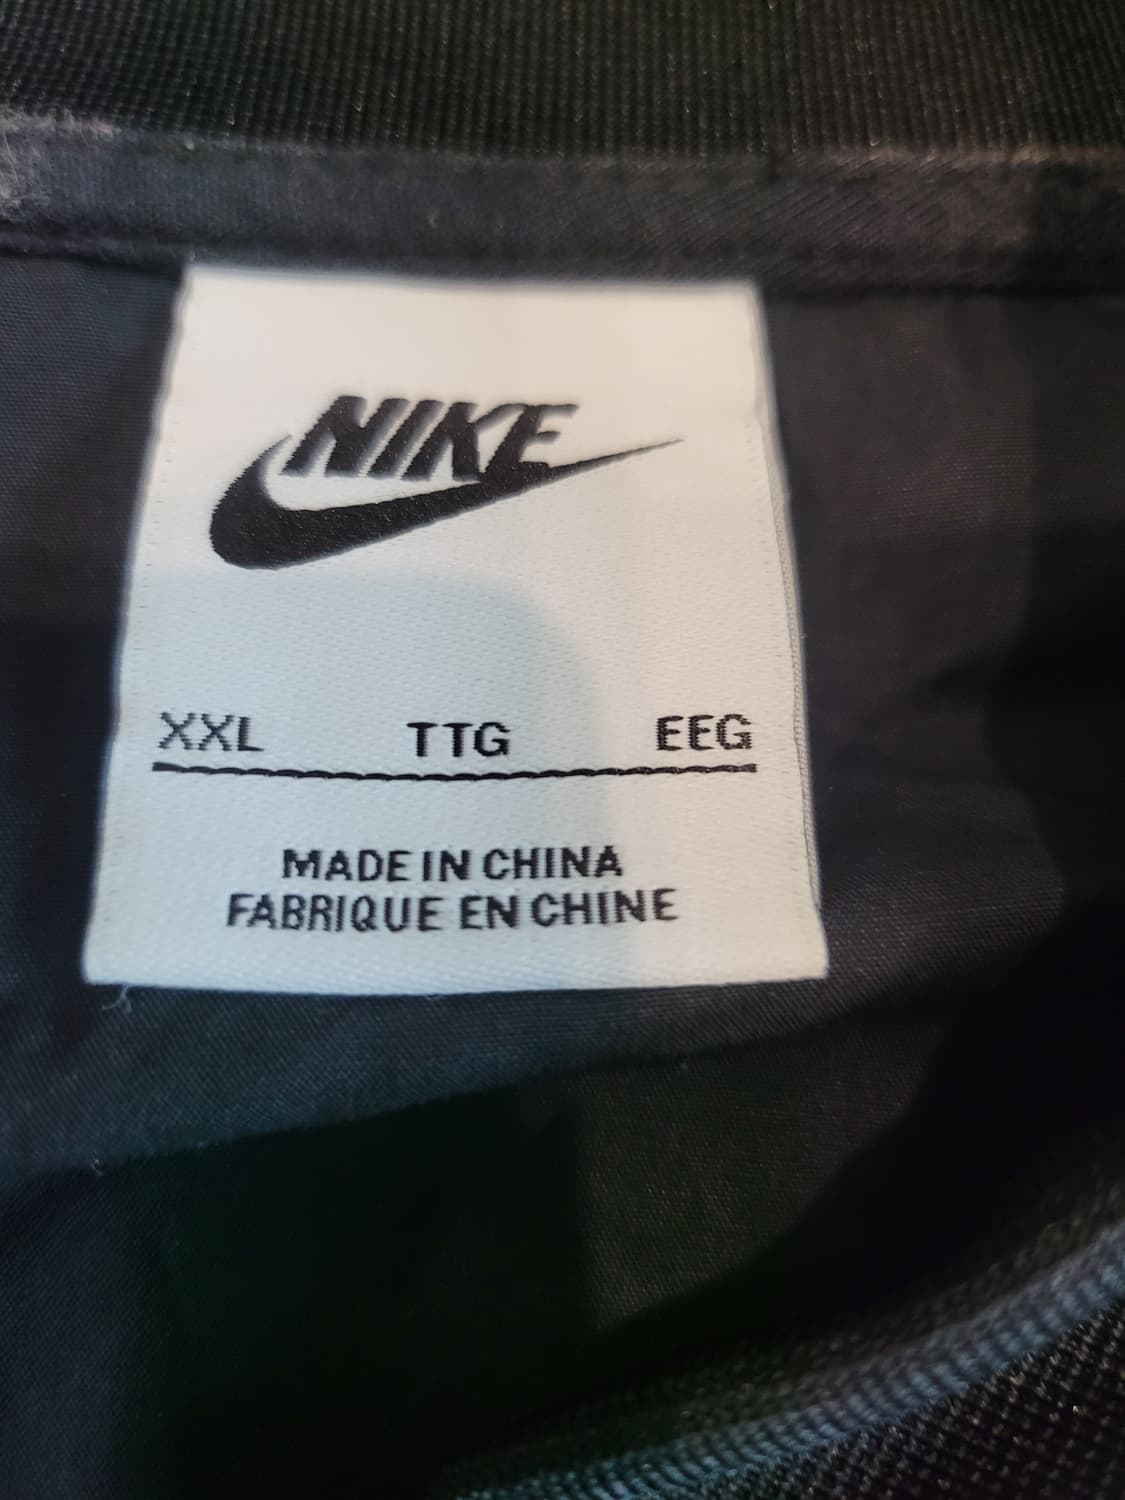 NIKE
XXL TTG EEG
MADE IN CHINA
FABRIQUE EN CHINE